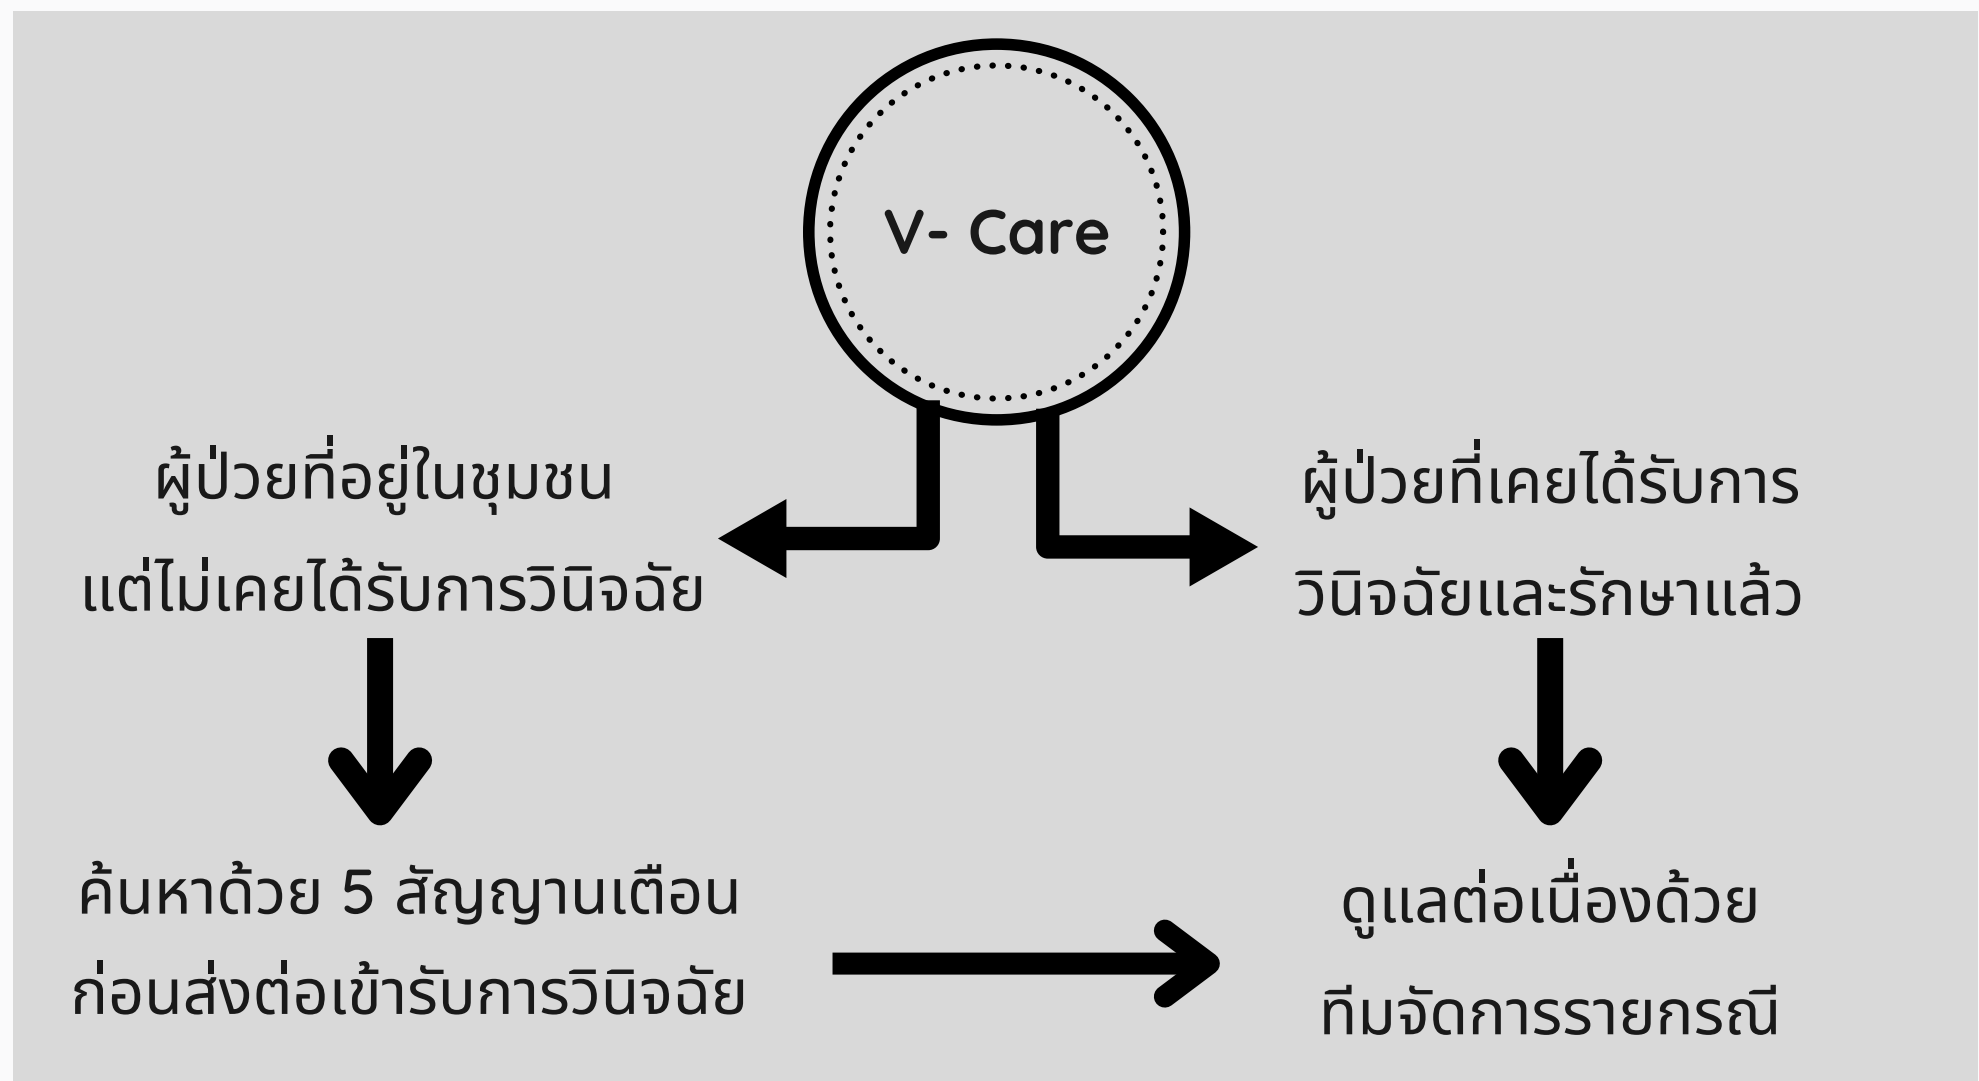 V- Care
ผู้ป่วยที่อยู่ในชุมชน
แต่ไม่เคยได้รับการวินิจฉัย
ผู้ป่วยที่เคยได้รับการ
วินิจฉัยและรักษาแล้ว
ค้นหาด้วย 5 สัญญานเตือน
ก่อนส่งต่อเข้ารับการวินิจฉัย
ดูแลต่อเนื่องด้วย
ทีมจัดการรายกรณี